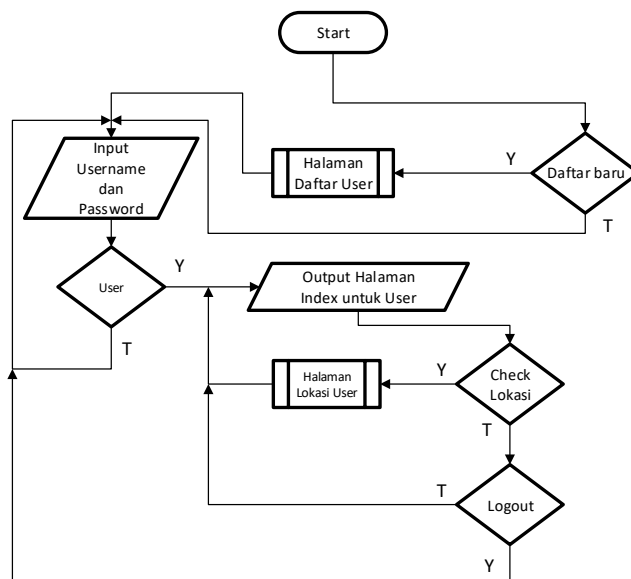 Start
Input
Username
dan
Password
Halaman
Daftar User
Y
Daftar baru
T
User
Y
T
Output Halaman
Index untuk User
Halaman
Lokasi User
Y
Check
Lokasi
T
T
Logout
Y